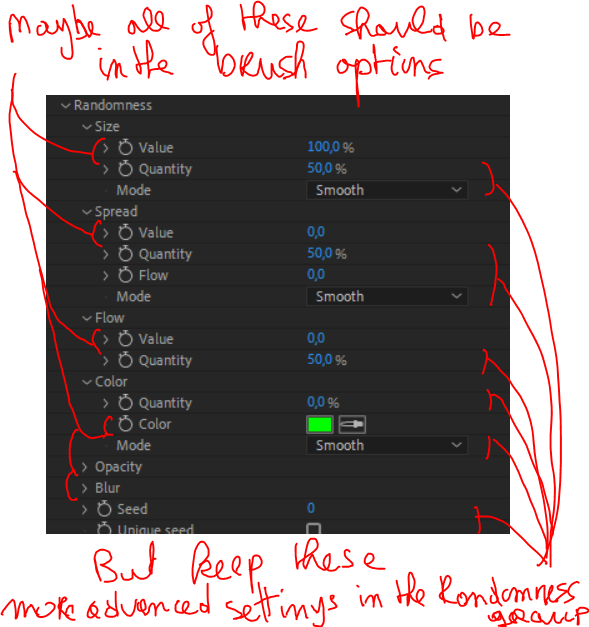 Maybe all of these should be
in the brush options
Randomness
Size
Value 100,0 %
Quantity 50,0 %
Mode Smooth
Spread
Value 0,0
Quantity 50,0 %
Flow 0,0
Mode Smooth
Flow
Value 0,0
Quantity 50,0 %
Color
Quantity 0,0 %
Color
Mode Smooth
Opacity
Blur
Seed 0
Unique seed
But keep these
more advanced settings in the Randomness
group